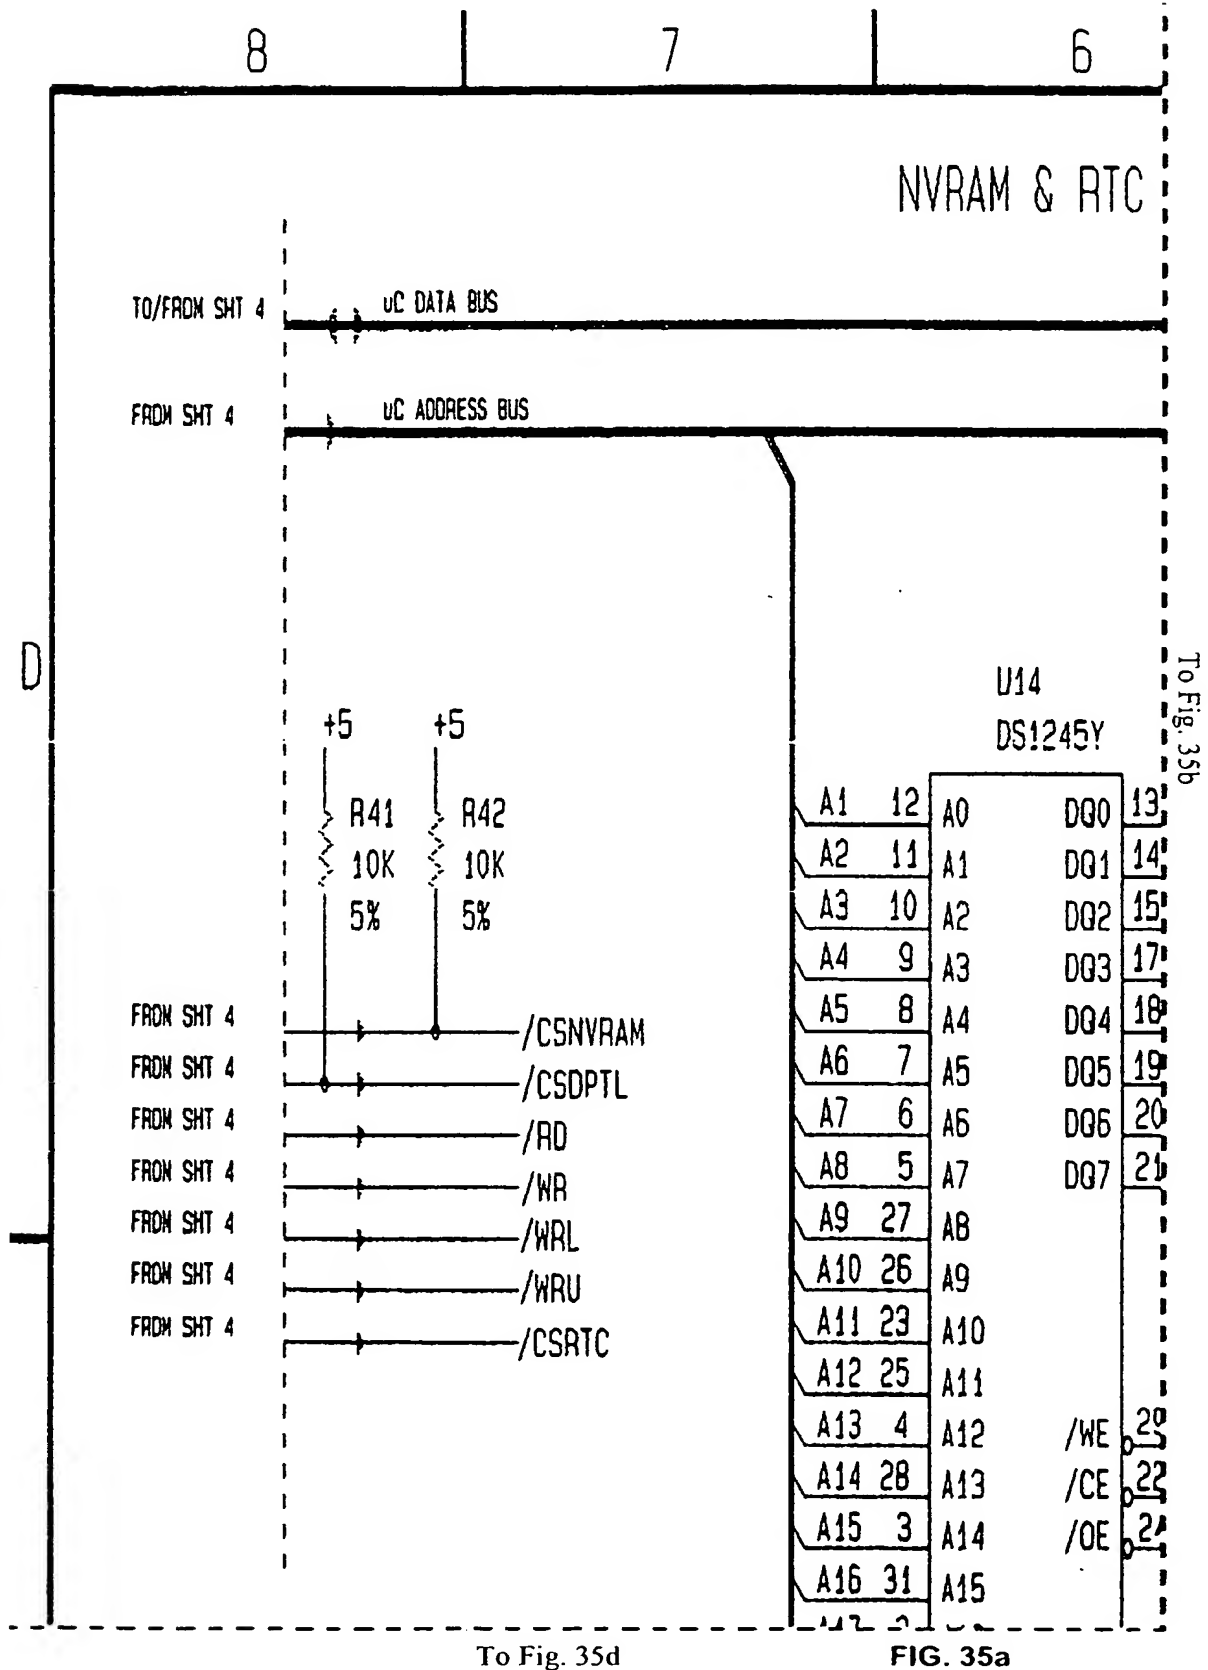 8 7 6
NVRAM & RTC
TO/FROM SHT 4 uC DATA BUS
FROM SHT 4 uC ADDRESS BUS
D
To Fig. 35b
U14
DS1245Y
+5 +5
R41 R42
10K 10K
5% 5%
A1 12 A0 DQ0 13
A2 11 A1 DQ1 14
A3 10 A2 DQ2 15
A4 9 A3 DQ3 17
A5 8 A4 DQ4 18
A6 7 A5 DQ5 19
A7 6 A6 DQ6 20
A8 5 A7 DQ7 21
A9 27 A8
A10 26 A9
A11 23 A10
A12 25 A11
A13 4 A12 /WE 29
A14 28 A13 /CE 22
A15 3 A14 /OE
A16 31 A15
FROM SHT 4 /CSNVRAM
FROM SHT 4 /CSDPTL
FROM SHT 4 /RD
FROM SHT 4 /WR
FROM SHT 4 /WRL
FROM SHT 4 /WRU
FROM SHT 4 /CSRTC
To Fig. 35d
FIG. 35a